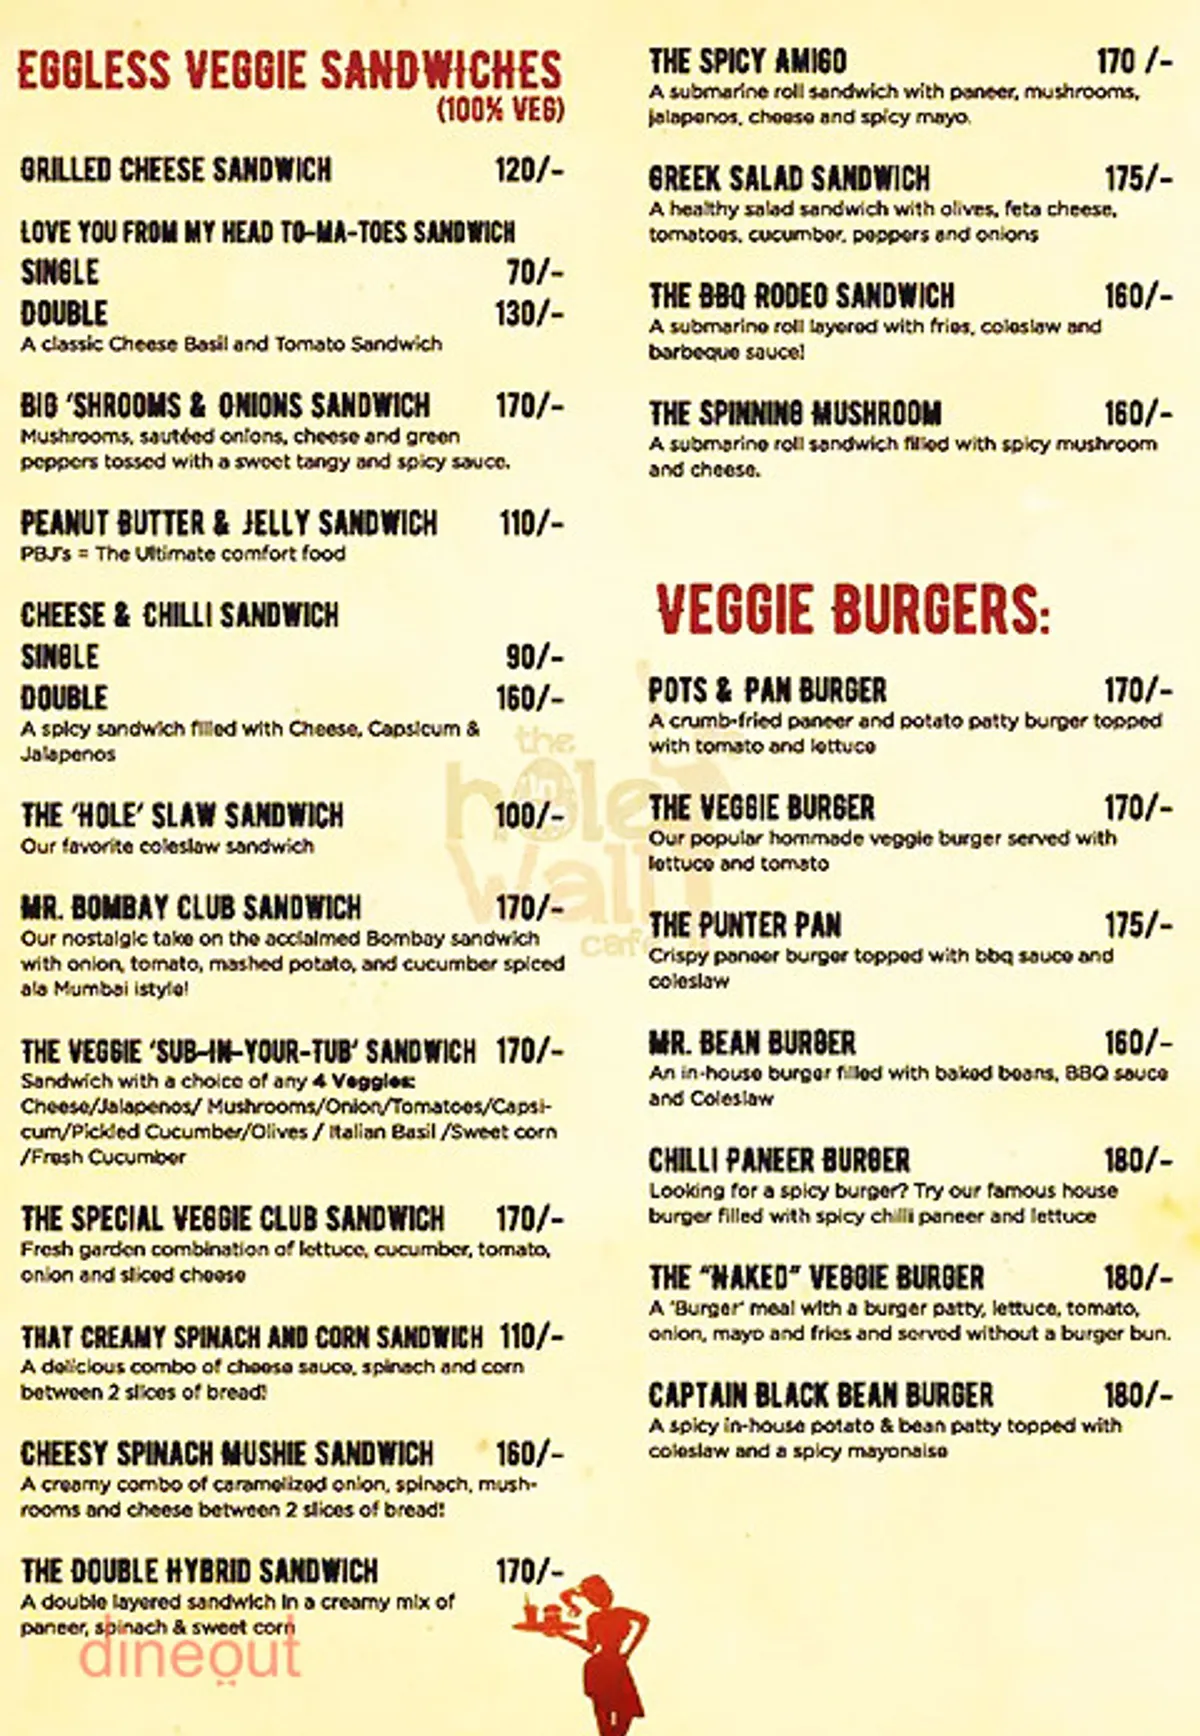 EGGLESS VEGGIE SANDWICHES
(100% VEG)
GRILLED CHEESE SANDWICH 120/-
LOVE YOU FROM MY HEAD TO-MA-TOES SANDWICH
SINGLE 70/-
DOUBLE 130/-
A classic Cheese Basil and Tomato Sandwich
BIG ‘SHROOMS & ONIONS SANDWICH 170/-
Mushrooms, sautéed onions, cheese and green
peppers tossed with a sweet tangy and spicy sauce.
PEANUT BUTTER & JELLY SANDWICH 110/-
PBJ's = The Ultimate comfort food
CHEESE & CHILLI SANDWICH
SINGLE 90/-
DOUBLE 160/-
A spicy sandwich filled with Cheese, Capsicum &
Jalapenos
THE ‘HOLE’ SLAW SANDWICH 100/-
Our favorite coleslaw sandwich
MR. BOMBAY CLUB SANDWICH 170/-
Our nostalgic take on the acclaimed Bombay sandwich
with onion, tomato, mashed potato, and cucumber spiced
ala Mumbai istyle!
THE VEGGIE ‘SUB-IN-YOUR-TUB’ SANDWICH 170/-
Sandwich with a choice of any 4 Veggies:
Cheese/Jalapenos/ Mushrooms/Onion/Tomatoes/Capsi-
cum/Pickled Cucumber/Olives / Italian Basil /Sweet corn
/Fresh Cucumber
THE SPECIAL VEGGIE CLUB SANDWICH 170/-
Fresh garden combination of lettuce, cucumber, tomato,
onion and sliced cheese
THAT CREAMY SPINACH AND CORN SANDWICH 110/-
A delicious combo of cheese sauce, spinach and corn
between 2 slices of bread!
CHEESY SPINACH MUSHIE SANDWICH 160/-
A creamy combo of caramelized onion, spinach, mush-
rooms and cheese between 2 slices of bread!
THE DOUBLE HYBRID SANDWICH 170/-
A double layered sandwich in a creamy mix of
paneer, spinach & sweet corn
dineout
THE SPICY AMIGO 170 /-
A submarine roll sandwich with paneer, mushrooms,
jalapenos, cheese and spicy mayo.
GREEK SALAD SANDWICH 175/-
A healthy salad sandwich with olives, feta cheese,
tomatoes, cucumber, peppers and onions
THE BBQ RODEO SANDWICH 160/-
A submarine roll layered with fries, coleslaw and
barbeque sauce!
THE SPINNING MUSHROOM 160/-
A submarine roll sandwich filled with spicy mushroom
and cheese.
VEGGIE BURGERS:
POTS & PAN BURGER 170/-
A crumb-fried paneer and potato patty burger topped
with tomato and lettuce
THE VEGGIE BURGER 170/-
Our popular hommade veggie burger served with
lettuce and tomato
THE PUNTER PAN 175/-
Crispy paneer burger topped with bbq sauce and
coleslaw
MR. BEAN BURGER 160/-
An in-house burger filled with baked beans, BBQ sauce
and Coleslaw
CHILLI PANEER BURGER 180/-
Looking for a spicy burger? Try our famous house
burger filled with spicy chilli paneer and lettuce
THE “NAKED” VEGGIE BURGER 180/-
A 'Burger' meal with a burger patty, lettuce, tomato,
onion, mayo and fries and served without a burger bun.
CAPTAIN BLACK BEAN BURGER 180/-
A spicy in-house potato & bean patty topped with
coleslaw and a spicy mayonaise
the
hole
in the
wall
cafe